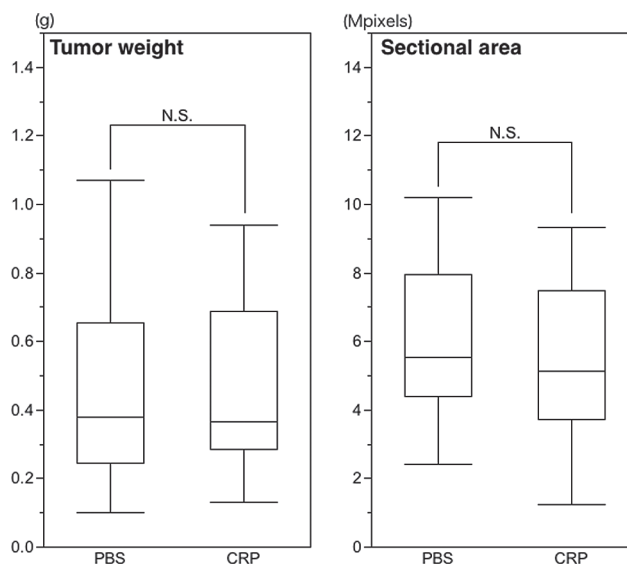 (g)
Tumor weight
1.4
1.2
1.0
0.8
0.6
0.4
0.2
0.0
N.S.
PBS CRP
(Mpixels)
Sectional area
14
12
10
8
6
4
2
0
N.S.
PBS CRP